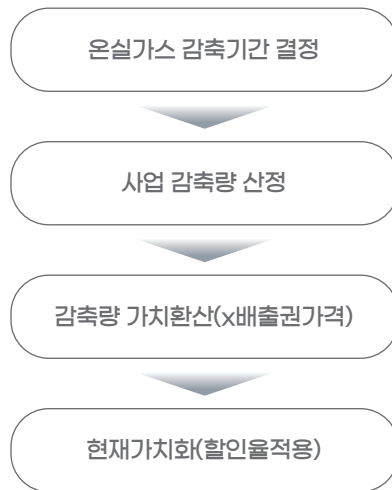 온실가스 감축기간 결정
사업 감축량 산정
감축량 가치환산(x배출권가격)
현재가치화(할인율적용)